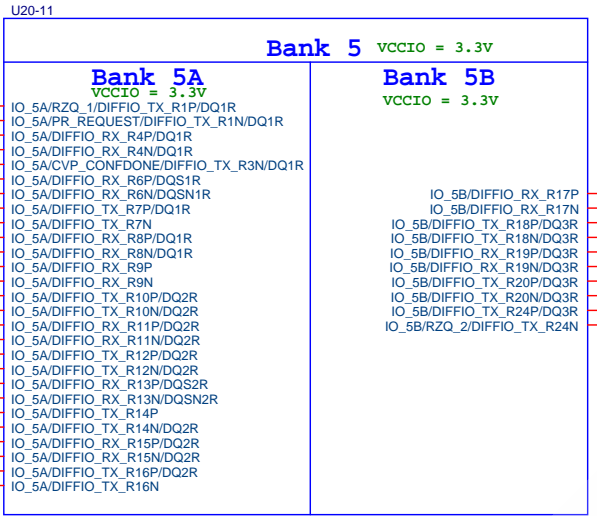 U20-11
Bank 5 VCCIO = 3.3V
Bank 5A
VCCIO = 3.3V
IO_5A/RZQ_1/DIFFIO_TX_R1P/DQ1R
IO_5A/PR_REQUEST/DIFFIO_TX_R1N/DQ1R
IO_5A/DIFFIO_RX_R4P/DQ1R
IO_5A/DIFFIO_RX_R4N/DQ1R
IO_5A/CVP_CONFDONE/DIFFIO_TX_R3N/DQ1R
IO_5A/DIFFIO_RX_R6P/DQS1R
IO_5A/DIFFIO_RX_R6N/DQSN1R
IO_5A/DIFFIO_TX_R7P/DQ1R
IO_5A/DIFFIO_TX_R7N
IO_5A/DIFFIO_RX_R8P/DQ1R
IO_5A/DIFFIO_RX_R8N/DQ1R
IO_5A/DIFFIO_RX_R9P
IO_5A/DIFFIO_RX_R9N
IO_5A/DIFFIO_TX_R10P/DQ2R
IO_5A/DIFFIO_TX_R10N/DQ2R
IO_5A/DIFFIO_RX_R11P/DQ2R
IO_5A/DIFFIO_RX_R11N/DQ2R
IO_5A/DIFFIO_TX_R12P/DQ2R
IO_5A/DIFFIO_TX_R12N/DQ2R
IO_5A/DIFFIO_RX_R13P/DQS2R
IO_5A/DIFFIO_RX_R13N/DQSN2R
IO_5A/DIFFIO_TX_R14P
IO_5A/DIFFIO_TX_R14N/DQ2R
IO_5A/DIFFIO_RX_R15P/DQ2R
IO_5A/DIFFIO_RX_R15N/DQ2R
IO_5A/DIFFIO_TX_R16P/DQ2R
IO_5A/DIFFIO_TX_R16N
Bank 5B
VCCIO = 3.3V
IO_5B/DIFFIO_RX_R17P
IO_5B/DIFFIO_RX_R17N
IO_5B/DIFFIO_TX_R18P/DQ3R
IO_5B/DIFFIO_TX_R18N/DQ3R
IO_5B/DIFFIO_RX_R19P/DQ3R
IO_5B/DIFFIO_RX_R19N/DQ3R
IO_5B/DIFFIO_TX_R20P/DQ3R
IO_5B/DIFFIO_TX_R20N/DQ3R
IO_5B/DIFFIO_TX_R24P/DQ3R
IO_5B/RZQ_2/DIFFIO_TX_R24N